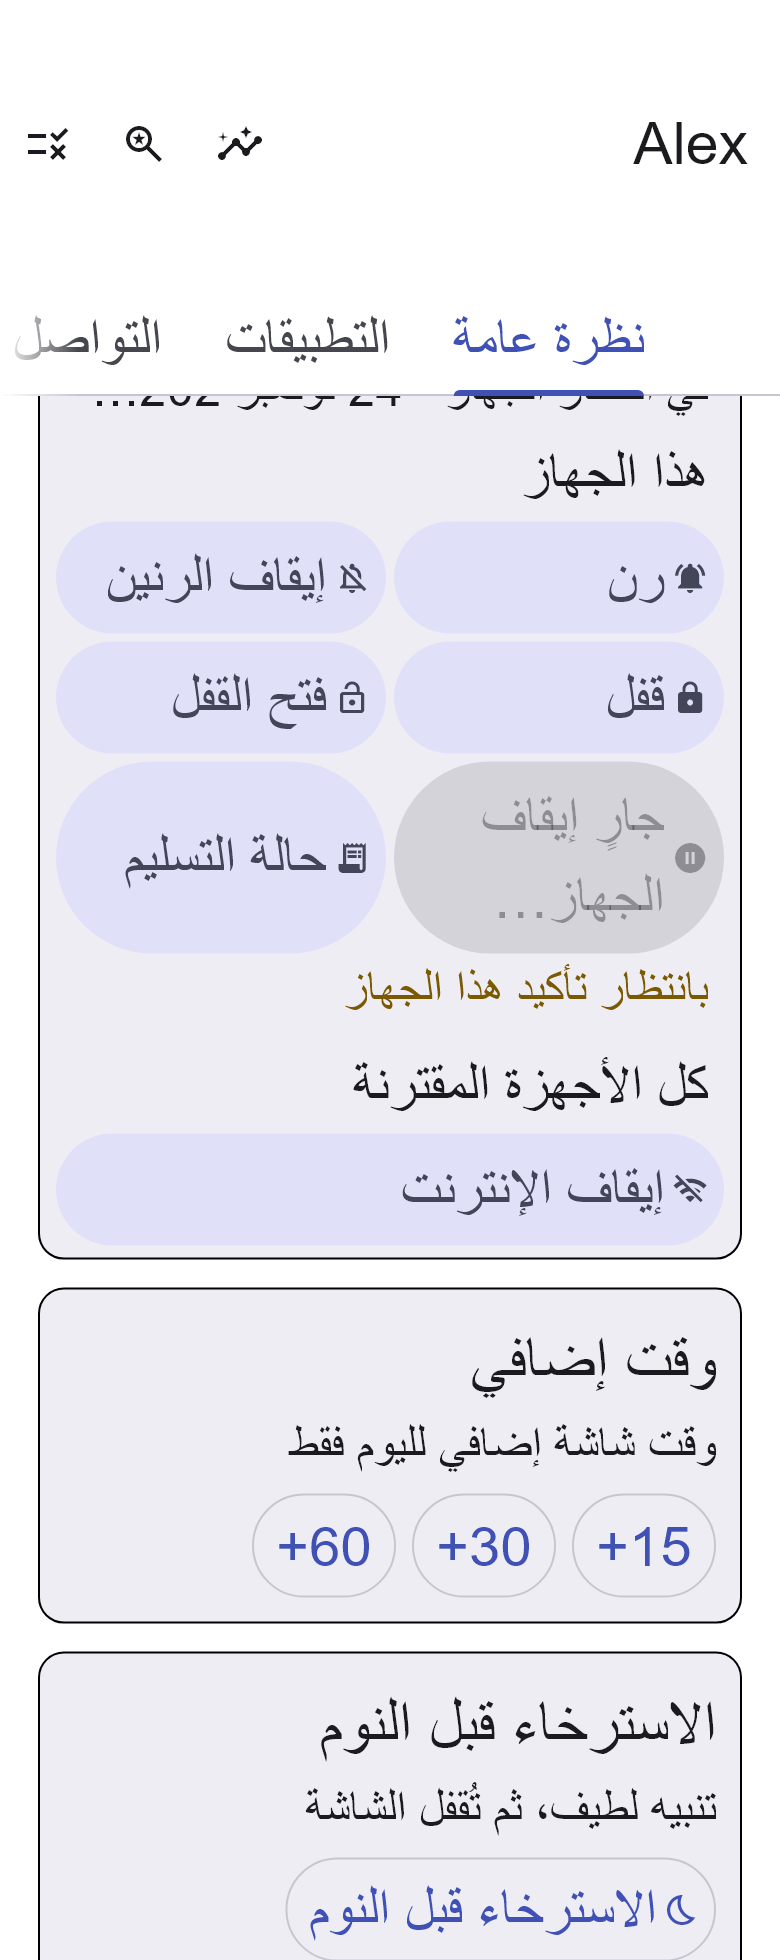 Alex
نظرة عامة
التطبيقات
التواصل
هذا الجهاز
رن
إيقاف الرنين
قفل
فتح القفل
جارٍ إيقاف
الجهاز...
حالة التسليم
بانتظار تأكيد هذا الجهاز
كل الأجهزة المقترنة
إيقاف الإنترنت
وقت إضافي
وقت شاشة إضافي لليوم فقط
+15
+30
+60
الاسترخاء قبل النوم
تنبيه لطيف، ثم تُقفل الشاشة
الاسترخاء قبل النوم